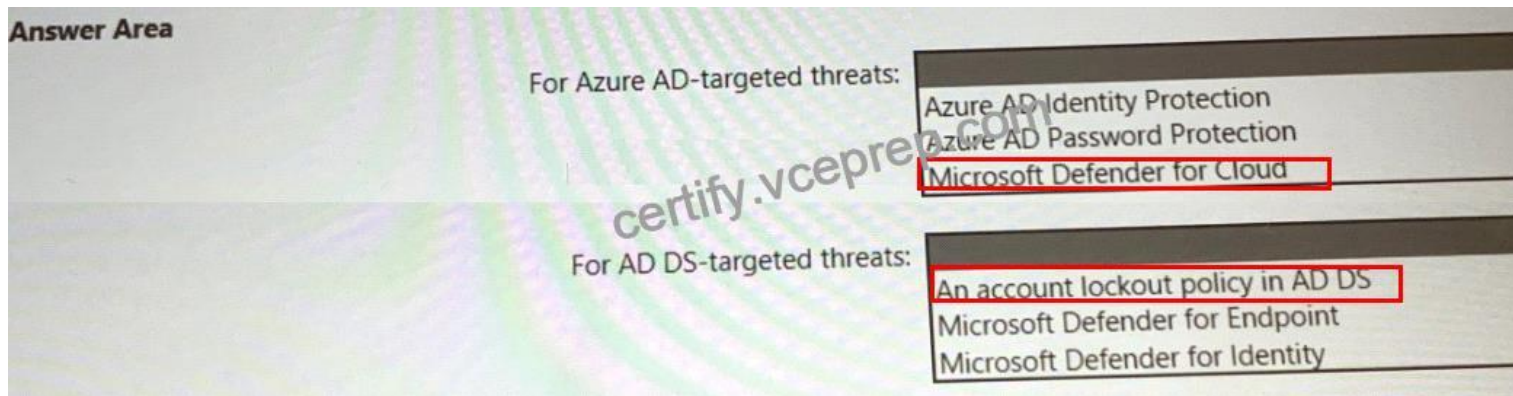 Answer Area
For Azure AD-targeted threats:
Azure AD Identity Protection
Azure AD Password Protection
Microsoft Defender for Cloud
certify.vceprep.com
For AD DS-targeted threats:
An account lockout policy in AD DS
Microsoft Defender for Endpoint
Microsoft Defender for Identity